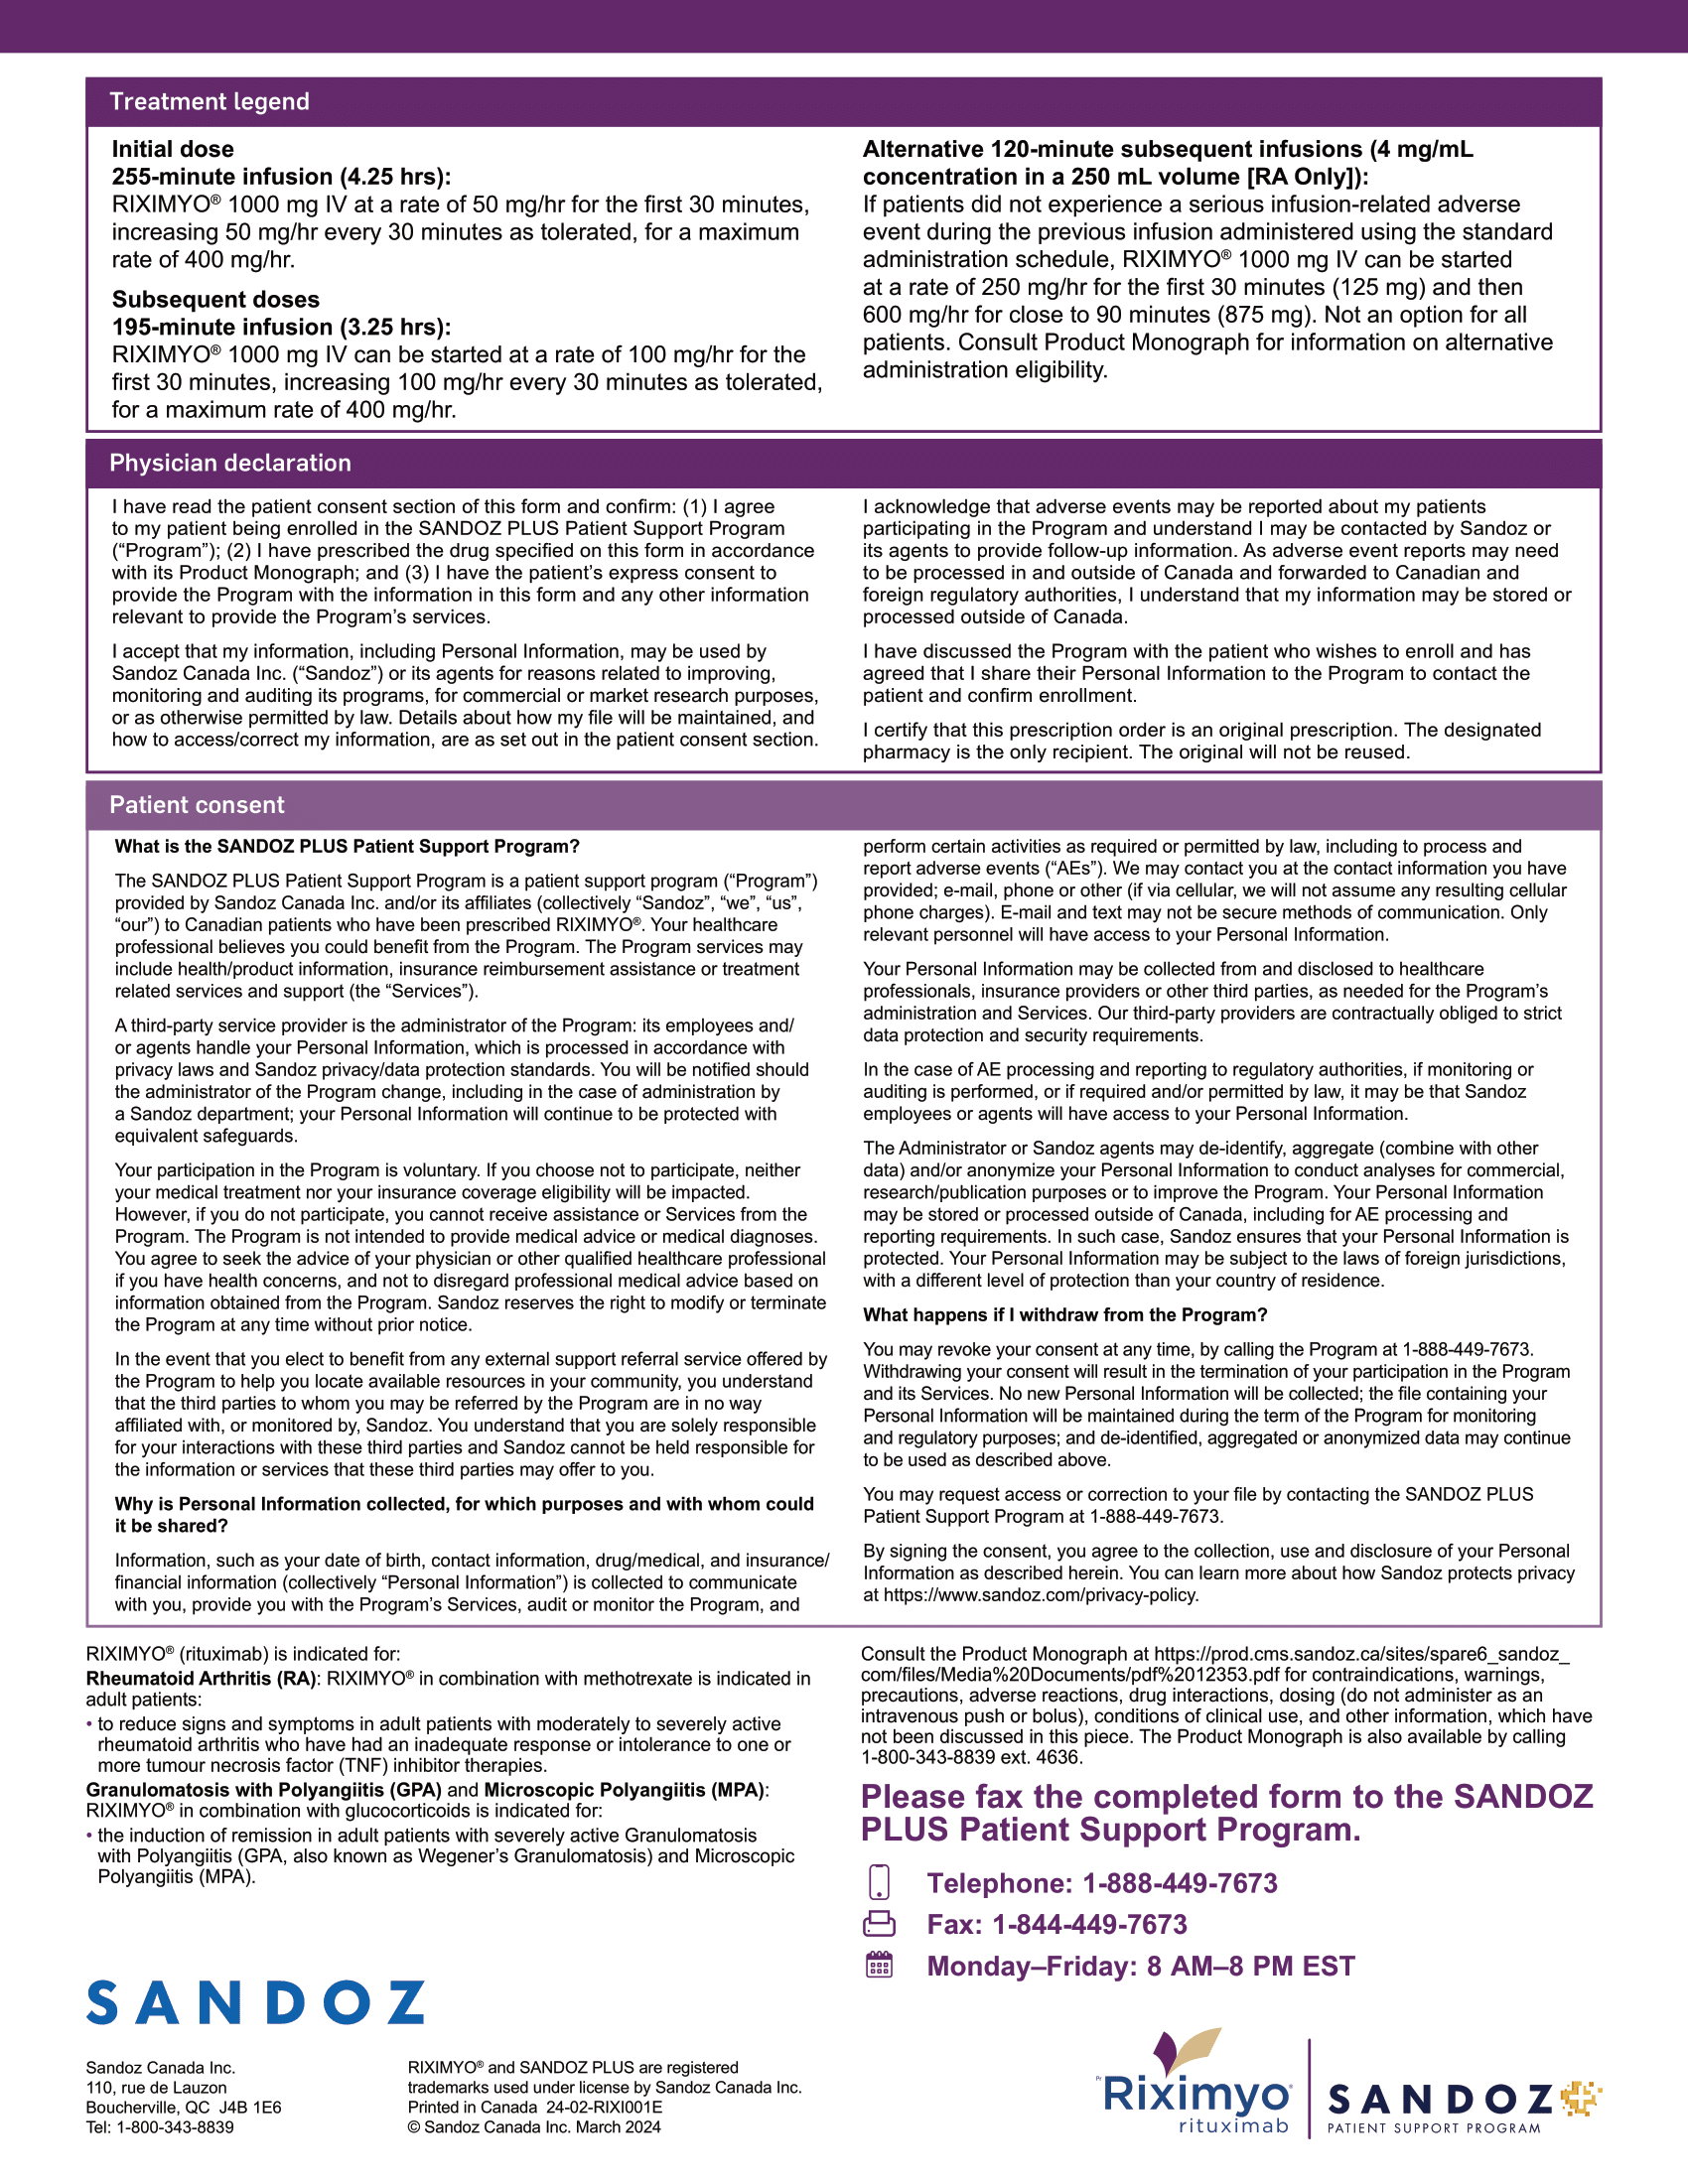 Treatment legend
Initial dose
255-minute infusion (4.25 hrs):
RIXIMYO® 1000 mg IV at a rate of 50 mg/hr for the first 30 minutes,
increasing 50 mg/hr every 30 minutes as tolerated, for a maximum
rate of 400 mg/hr.
Subsequent doses
195-minute infusion (3.25 hrs):
RIXIMYO® 1000 mg IV can be started at a rate of 100 mg/hr for the
first 30 minutes, increasing 100 mg/hr every 30 minutes as tolerated,
for a maximum rate of 400 mg/hr.
Alternative 120-minute subsequent infusions (4 mg/mL
concentration in a 250 mL volume [RA Only]):
If patients did not experience a serious infusion-related adverse
event during the previous infusion administered using the standard
administration schedule, RIXIMYO® 1000 mg IV can be started
at a rate of 250 mg/hr for the first 30 minutes (125 mg) and then
600 mg/hr for close to 90 minutes (875 mg). Not an option for all
patients. Consult Product Monograph for information on alternative
administration eligibility.
Physician declaration
I have read the patient consent section of this form and confirm: (1) I agree
to my patient being enrolled in the SANDOZ PLUS Patient Support Program
(“Program”); (2) I have prescribed the drug specified on this form in accordance
with its Product Monograph; and (3) I have the patient’s express consent to
provide the Program with the information in this form and any other information
relevant to provide the Program’s services.
I accept that my information, including Personal Information, may be used by
Sandoz Canada Inc. (“Sandoz”) or its agents for reasons related to improving,
monitoring and auditing its programs, for commercial or market research purposes,
or as otherwise permitted by law. Details about how my file will be maintained, and
how to access/correct my information, are as set out in the patient consent section.
I acknowledge that adverse events may be reported about my patients
participating in the Program and understand I may be contacted by Sandoz or
its agents to provide follow-up information. As adverse event reports may need
to be processed in and outside of Canada and forwarded to Canadian and
foreign regulatory authorities, I understand that my information may be stored or
processed outside of Canada.
I have discussed the Program with the patient who wishes to enroll and has
agreed that I share their Personal Information to the Program to contact the
patient and confirm enrollment.
I certify that this prescription order is an original prescription. The designated
pharmacy is the only recipient. The original will not be reused.
Patient consent
What is the SANDOZ PLUS Patient Support Program?
The SANDOZ PLUS Patient Support Program is a patient support program (“Program”)
provided by Sandoz Canada Inc. and/or its affiliates (collectively “Sandoz”, “we”, “us”,
“our”) to Canadian patients who have been prescribed RIXIMYO®. Your healthcare
professional believes you could benefit from the Program. The Program services may
include health/product information, insurance reimbursement assistance or treatment
related services and support (the “Services”).
A third-party service provider is the administrator of the Program: its employees and/
or agents handle your Personal Information, which is processed in accordance with
privacy laws and Sandoz privacy/data protection standards. You will be notified should
the administrator of the Program change, including in the case of administration by
a Sandoz department; your Personal Information will continue to be protected with
equivalent safeguards.
Your participation in the Program is voluntary. If you choose not to participate, neither
your medical treatment nor your insurance coverage eligibility will be impacted.
However, if you do not participate, you cannot receive assistance or Services from the
Program. The Program is not intended to provide medical advice or medical diagnoses.
You agree to seek the advice of your physician or other qualified healthcare professional
if you have health concerns, and not to disregard professional medical advice based on
information obtained from the Program. Sandoz reserves the right to modify or terminate
the Program at any time without prior notice.
In the event that you elect to benefit from any external support referral service offered by
the Program to help you locate available resources in your community, you understand
that the third parties to whom you may be referred by the Program are in no way
affiliated with, or monitored by, Sandoz. You understand that you are solely responsible
for your interactions with these third parties and Sandoz cannot be held responsible for
the information or services that these third parties may offer to you.
Why is Personal Information collected, for which purposes and with whom could
it be shared?
Information, such as your date of birth, contact information, drug/medical, and insurance/
financial information (collectively “Personal Information”) is collected to communicate
with you, provide you with the Program’s Services, audit or monitor the Program, and
perform certain activities as required or permitted by law, including to process and
report adverse events (“AEs”). We may contact you at the contact information you have
provided; e-mail, phone or other (if via cellular, we will not assume any resulting cellular
phone charges). E-mail and text may not be secure methods of communication. Only
relevant personnel will have access to your Personal Information.
Your Personal Information may be collected from and disclosed to healthcare
professionals, insurance providers or other third parties, as needed for the Program’s
administration and Services. Our third-party providers are contractually obliged to strict
data protection and security requirements.
In the case of AE processing and reporting to regulatory authorities, if monitoring or
auditing is performed, or if required and/or permitted by law, it may be that Sandoz
employees or agents will have access to your Personal Information.
The Administrator or Sandoz agents may de-identify, aggregate (combine with other
data) and/or anonymize your Personal Information to conduct analyses for commercial,
research/publication purposes or to improve the Program. Your Personal Information
may be stored or processed outside of Canada, including for AE processing and
reporting requirements. In such case, Sandoz ensures that your Personal Information is
protected. Your Personal Information may be subject to the laws of foreign jurisdictions,
with a different level of protection than your country of residence.
What happens if I withdraw from the Program?
You may revoke your consent at any time, by calling the Program at 1-888-449-7673.
Withdrawing your consent will result in the termination of your participation in the Program
and its Services. No new Personal Information will be collected; the file containing your
Personal Information will be maintained during the term of the Program for monitoring
and regulatory purposes; and de-identified, aggregated or anonymized data may continue
to be used as described above.
You may request access or correction to your file by contacting the SANDOZ PLUS
Patient Support Program at 1-888-449-7673.
By signing the consent, you agree to the collection, use and disclosure of your Personal
Information as described herein. You can learn more about how Sandoz protects privacy
at https://www.sandoz.com/privacy-policy.
RIXIMYO® (rituximab) is indicated for:
Rheumatoid Arthritis (RA): RIXIMYO® in combination with methotrexate is indicated in
adult patients:
• to reduce signs and symptoms in adult patients with moderately to severely active
rheumatoid arthritis who have had an inadequate response or intolerance to one or
more tumour necrosis factor (TNF) inhibitor therapies.
Granulomatosis with Polyangiitis (GPA) and Microscopic Polyangiitis (MPA):
RIXIMYO® in combination with glucocorticoids is indicated for:
• the induction of remission in adult patients with severely active Granulomatosis
with Polyangiitis (GPA, also known as Wegener’s Granulomatosis) and Microscopic
Polyangiitis (MPA).
Consult the Product Monograph at https://prod.cms.sandoz.ca/sites/spare6_sandoz_
com/files/Media%20Documents/pdf%2012353.pdf for contraindications, warnings,
precautions, adverse reactions, drug interactions, dosing (do not administer as an
intravenous push or bolus), conditions of clinical use, and other information, which have
not been discussed in this piece. The Product Monograph is also available by calling
1-800-343-8839 ext. 4636.
Please fax the completed form to the SANDOZ
PLUS Patient Support Program.
Telephone: 1-888-449-7673
Fax: 1-844-449-7673
Monday–Friday: 8 AM–8 PM EST
SANDOZ
Sandoz Canada Inc.
110, rue de Lauzon
Boucherville, QC J4B 1E6
Tel: 1-800-343-8839
RIXIMYO® and SANDOZ PLUS are registered
trademarks used under license by Sandoz Canada Inc.
Printed in Canada 24-02-RIXI001E
© Sandoz Canada Inc. March 2024
Pr Riximyo®
rituximab
SANDOZ
PATIENT SUPPORT PROGRAM